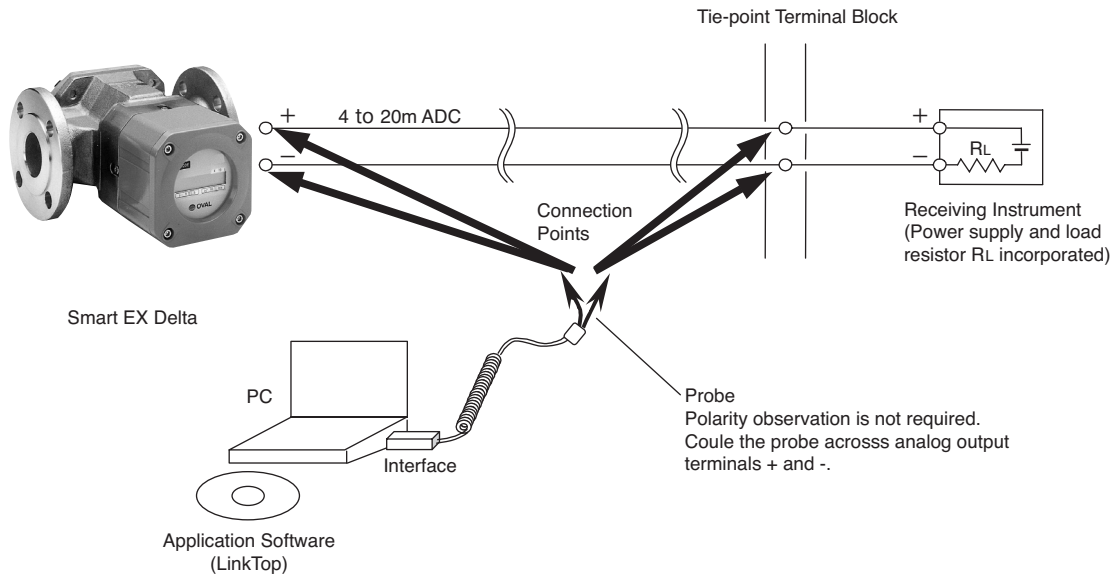 Tie-point Terminal Block
+
4 to 20m ADC
+
−
−
RL
Connection
Points
Receiving Instrument
(Power supply and load
resistor RL incorporated)
OVAL
Smart EX Delta
PC
Interface
Probe
Polarity observation is not required.
Coule the probe acrosss analog output
terminals + and -.
Application Software
(LinkTop)